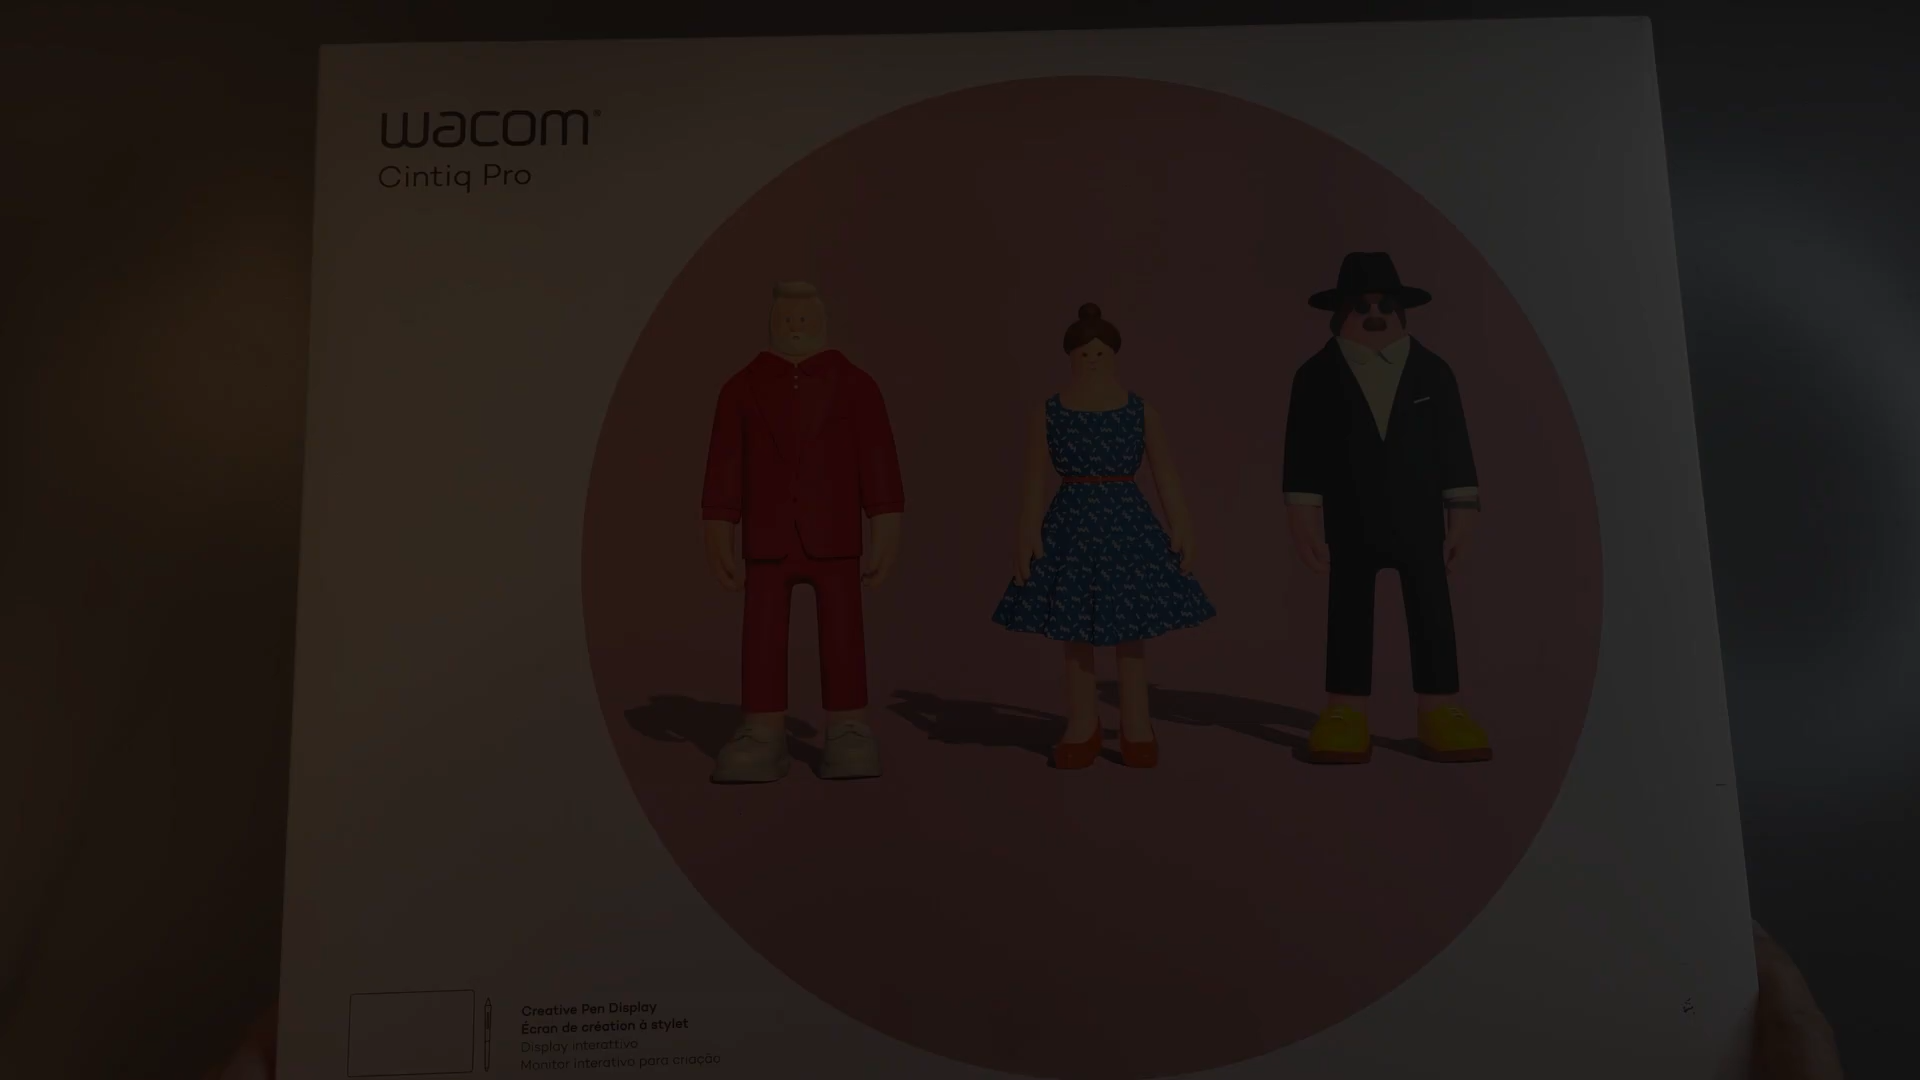 wacom
Cintiq Pro
Creative Pen Display
Écran de création à stylet
Display interattivo
Monitor interativo para criação